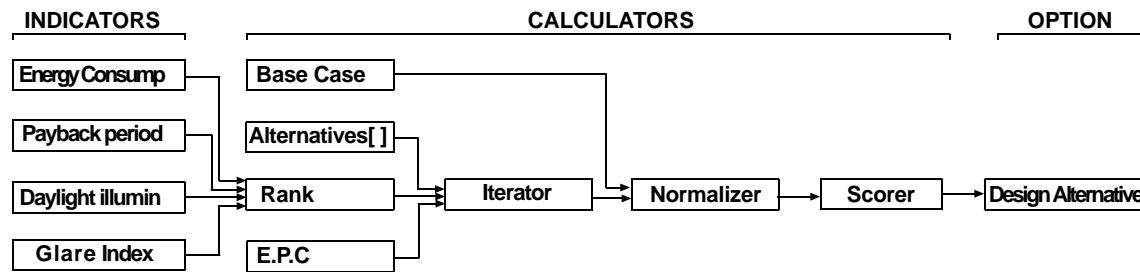 INDICATORS
CALCULATORS
OPTION
Energy Consump
Base Case
Payback period
Alternatives[ ]
Daylight illumin
Rank
Iterator
Normalizer
Scorer
Design Alternative
Glare Index
E.P.C